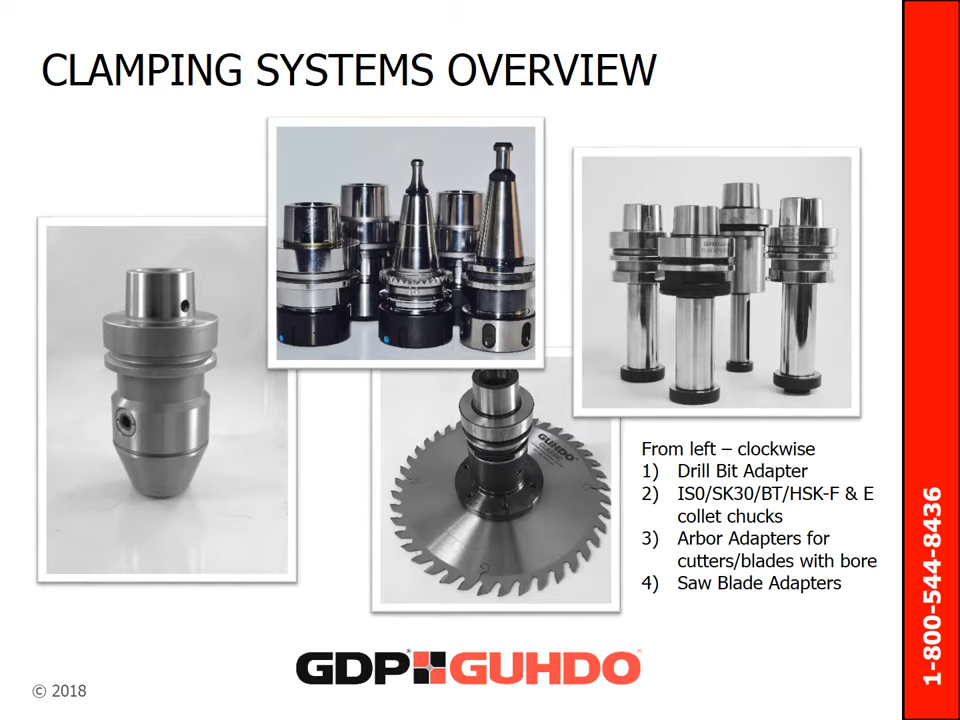 CLAMPING SYSTEMS OVERVIEW
GUHDO
CLASSIC
From left – clockwise
1) Drill Bit Adapter
2) IS0/SK30/BT/HSK-F & E
collet chucks
3) Arbor Adapters for
cutters/blades with bore
4) Saw Blade Adapters
1-800-544-8436
GDP® GUHDO®
© 2018